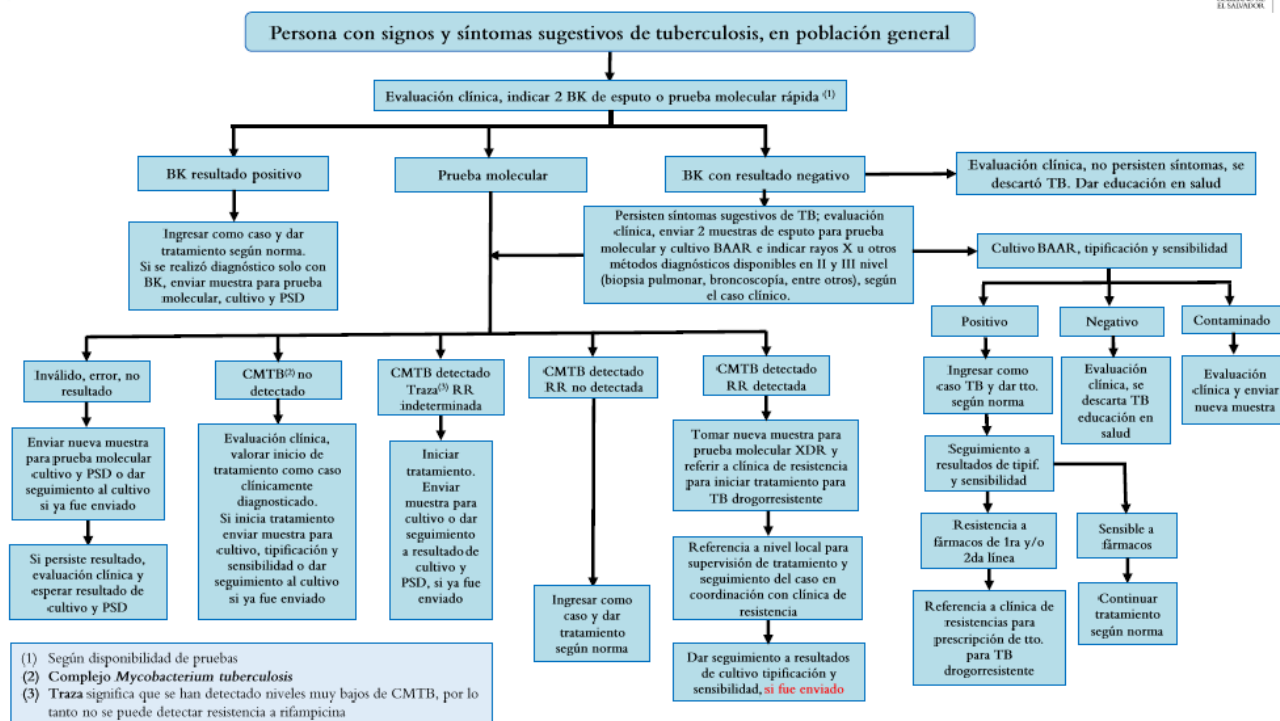 EL SALVADOR
Persona con signos y síntomas sugestivos de tuberculosis, en población general
Evaluación clínica, indicar 2 BK de esputo o prueba molecular rápida (1)
BK resultado positivo
Prueba molecular
BK con resultado negativo
Evaluación clínica, no persisten síntomas, se
descartó TB. Dar educación en salud
Ingresar como caso y dar
tratamiento según norma.
Si se realizó diagnóstico solo con
BK, enviar muestra para prueba
molecular, cultivo y PSD
Persisten síntomas sugestivos de TB; evaluación
clínica, enviar 2 muestras de esputo para prueba
molecular y cultivo BAAR e indicar rayos X u otros
métodos diagnósticos disponibles en II y III nivel
(biopsia pulmonar, broncoscopía, entre otros), según
el caso clínico.
Cultivo BAAR, tipificación y sensibilidad
Positivo
Negativo
Contaminado
Ingresar como
caso TB y dar tto.
según norma
Evaluación
clínica, se
descarta TB
educación en
salud
Evaluación
clínica y enviar
nueva muestra
Seguimiento a
resultados de tipif.
y sensibilidad
Resistencia a
fármacos de 1ra y/o
2da línea
Sensible a
fármacos
Referencia a clínica de
resistencias para
prescripción de tto.
para TB
drogorresistente
Continuar
tratamiento
según norma
Inválido, error, no
resultado
CMTB(2) no
detectado
CMTB detectado
Traza(3) RR
indeterminada
CMTB detectado
RR no detectada
CMTB detectado
RR detectada
Enviar nueva muestra
para prueba molecular
cultivo y PSD o dar
seguimiento al cultivo
si ya fue enviado
Si persiste resultado,
evaluación clínica y
esperar resultado de
cultivo y PSD
Evaluación clínica,
valorar inicio de
tratamiento como caso
clínicamente
diagnosticado.
Si inicia tratamiento
enviar muestra para
cultivo, tipificación y
sensibilidad o dar
seguimiento al cultivo
si ya fue enviado
Iniciar
tratamiento.
Enviar
muestra para
cultivo o dar
seguimiento
a resultado de
cultivo y
PSD, si ya fue
enviado
Ingresar como
caso y dar
tratamiento
según norma
Tomar nueva muestra para
prueba molecular XDR y
referir a clínica de resistencia
para iniciar tratamiento para
TB drogorresistente
Referencia a nivel local para
supervisión de tratamiento y
seguimiento del caso en
coordinación con clínica de
resistencia
Dar seguimiento a resultados
de cultivo tipificación y
sensibilidad, si fue enviado
(1) Según disponibilidad de pruebas
(2) Complejo Mycobacterium tuberculosis
(3) Traza significa que se han detectado niveles muy bajos de CMTB, por lo
tanto no se puede detectar resistencia a rifampicina